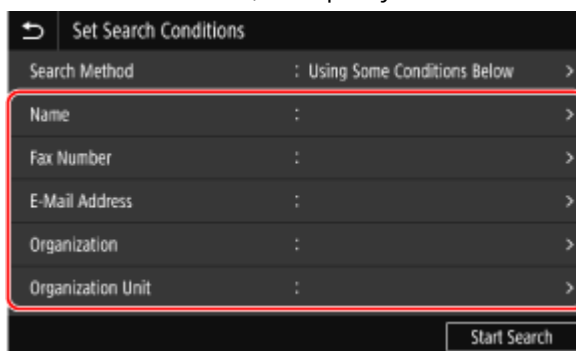 Set Search Conditions
Search Method : Using Some Conditions Below >
Name : >
Fax Number : >
E-Mail Address : >
Organization : >
Organization Unit : >
Start Search